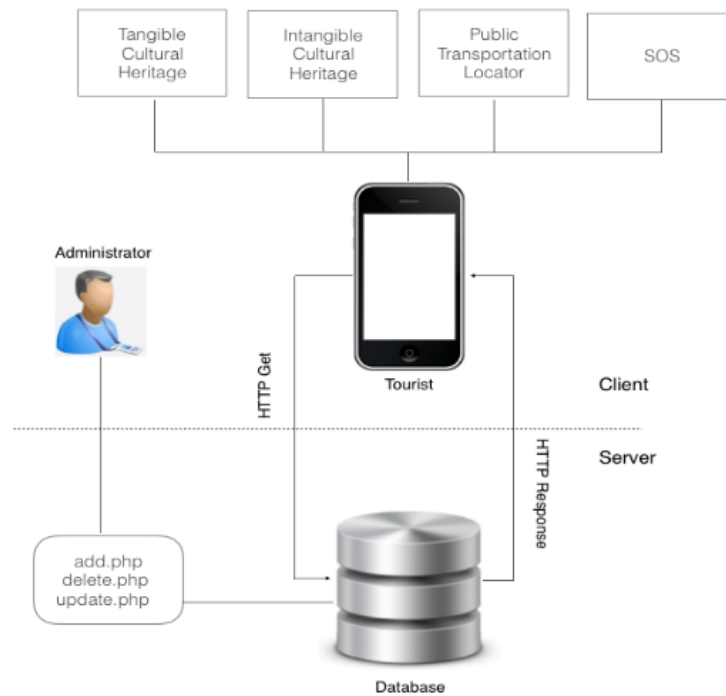 Tangible
Cultural
Heritage
Intangible
Cultural
Heritage
Public
Transportation
Locator
SOS
Administrator
Tourist
Client
HTTP Get
Server
HTTP Response
add.php
delete.php
update.php
Database